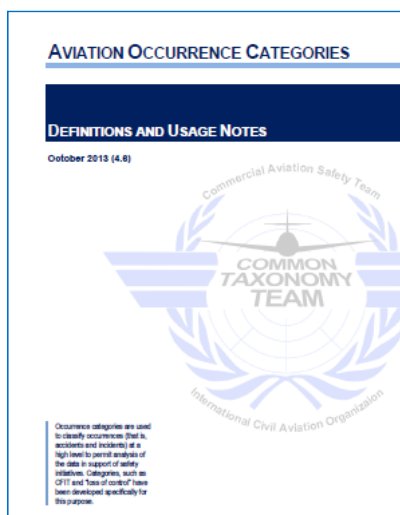 AVIATION OCCURRENCE CATEGORIES
DEFINITIONS AND USAGE NOTES
October 2013 (4.6)
Commercial Aviation Safety Team
COMMON
TAXONOMY
TEAM
International Civil Aviation Organizaion
Occurrence categories are used
to classify occurrences (that is,
accidents and incidents) at a
high level to permit analysis of
the data in support of safety
initiatives. Categories, such as
CFIT and "loss of control" have
been developed specifically for
this purpose.